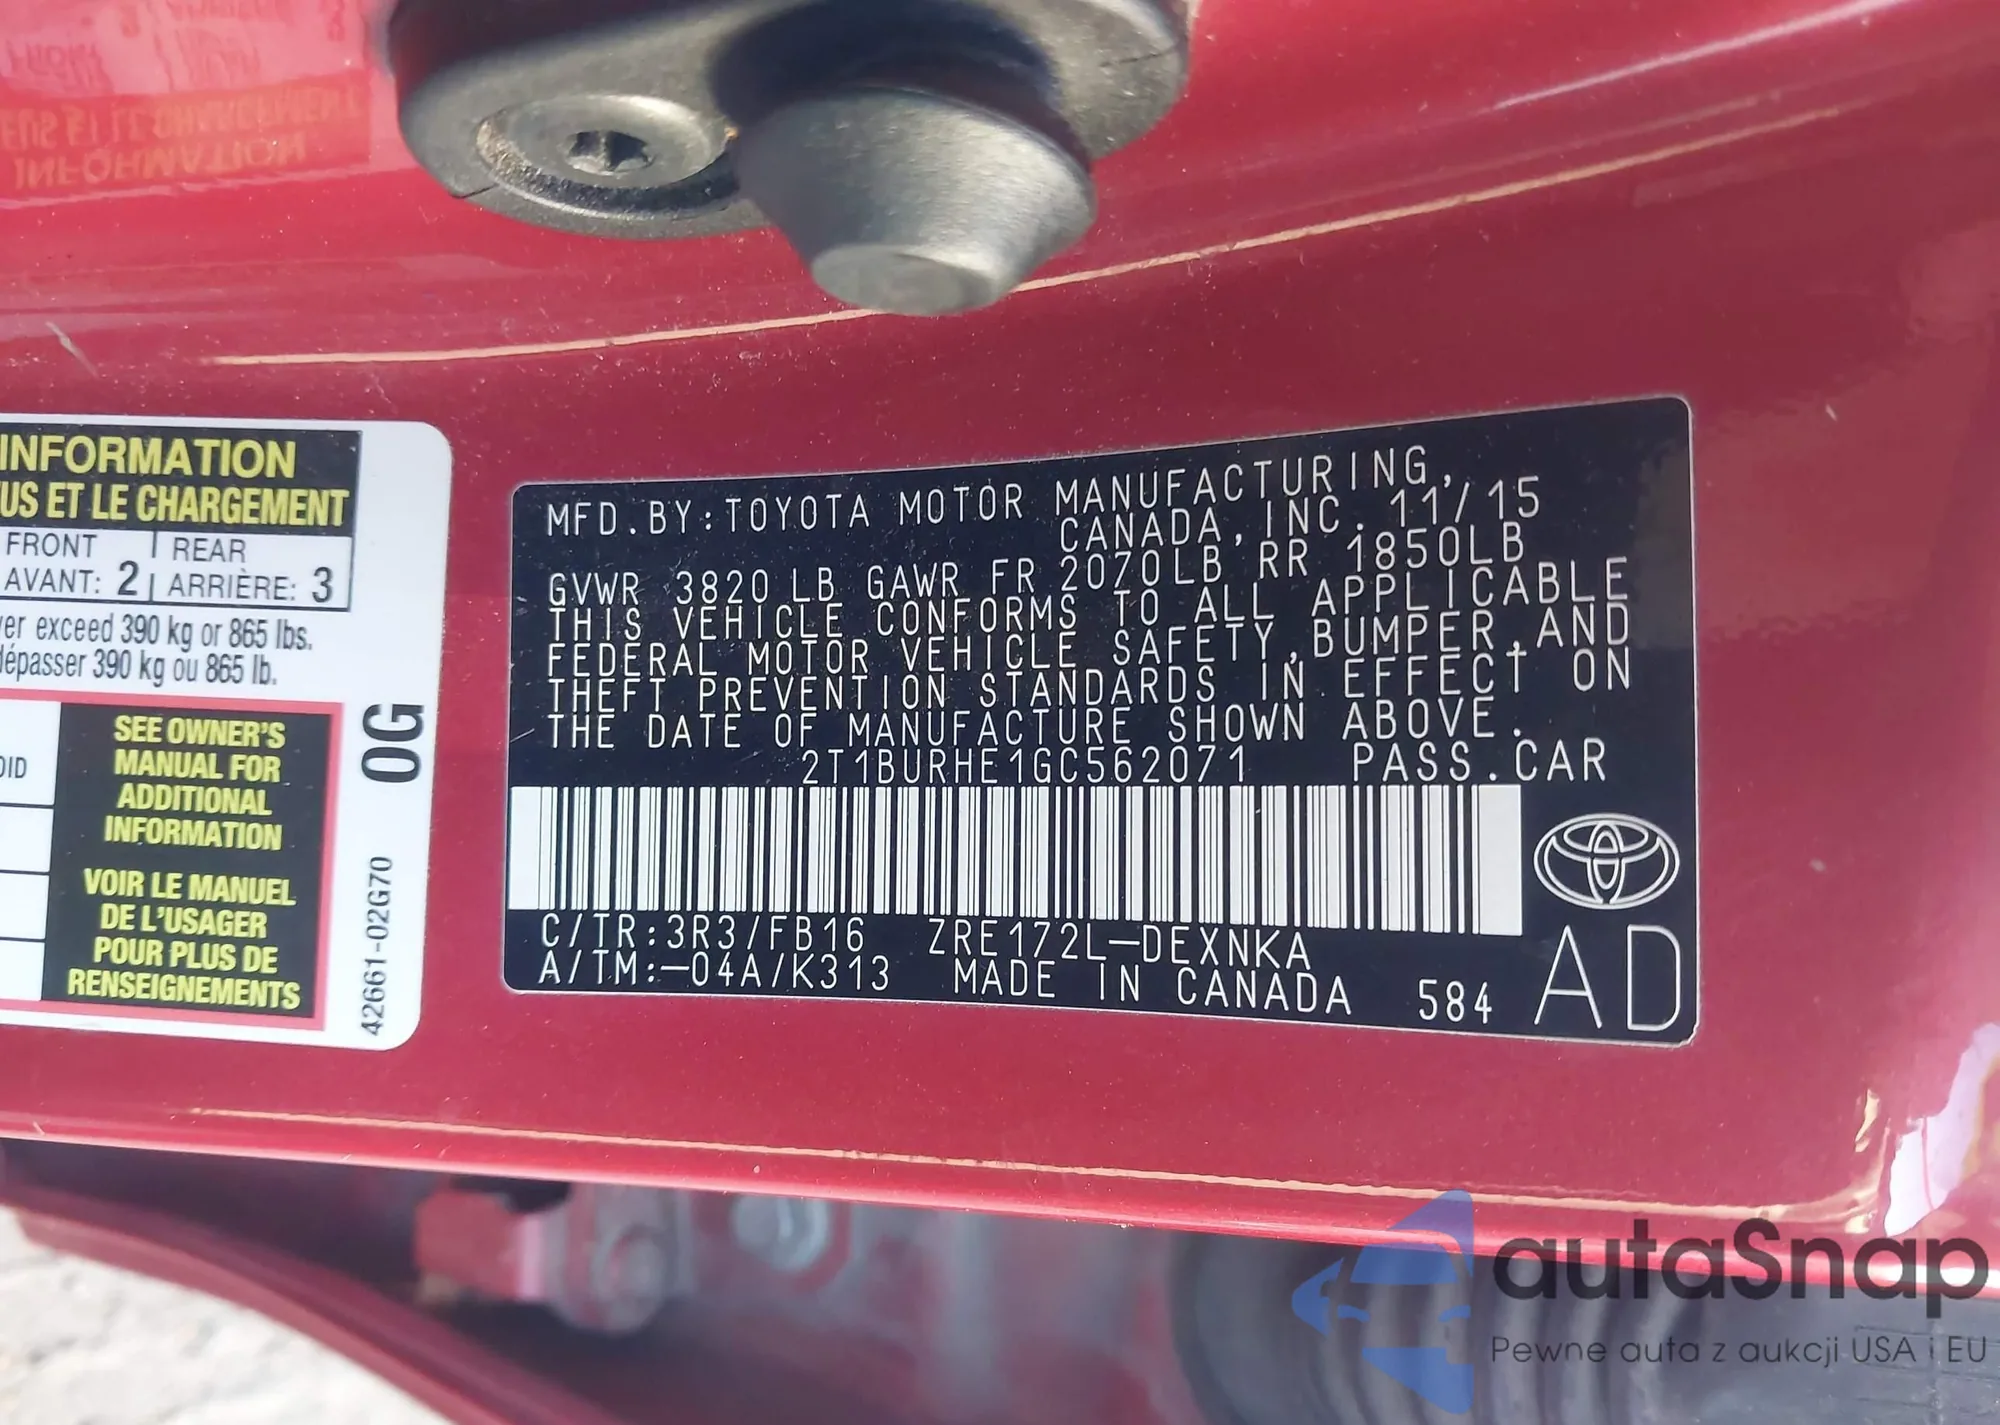 INFORMATION
US ET LE CHARGEMENT
FRONT REAR
AVANT: 2 ARRIÈRE: 3
ver exceed 390 kg or 865 lbs.
dépasser 390 kg ou 865 lb.
OID
SEE OWNER'S
MANUAL FOR
ADDITIONAL
INFORMATION
VOIR LE MANUEL
DE L'USAGER
POUR PLUS DE
RENSEIGNEMENTS
0G
42661-02G70
MFD.BY:TOYOTA MOTOR MANUFACTURING,
CANADA,INC. 11/15
GVWR 3820 LB GAWR FR 2070LB RR 1850LB
THIS VEHICLE CONFORMS TO ALL APPLICABLE
FEDERAL MOTOR VEHICLE SAFETY,BUMPER,AND
THEFT PREVENTION STANDARDS IN EFFECT ON
THE DATE OF MANUFACTURE SHOWN ABOVE.
2T1BURHE1GC562071 PASS.CAR
C/TR:3R3/FB16 ZRE172L-DEXNKA
A/TM:-04A/K313 MADE IN CANADA 584
AD
autaSnap
Pewne auta z aukcji USA i EU